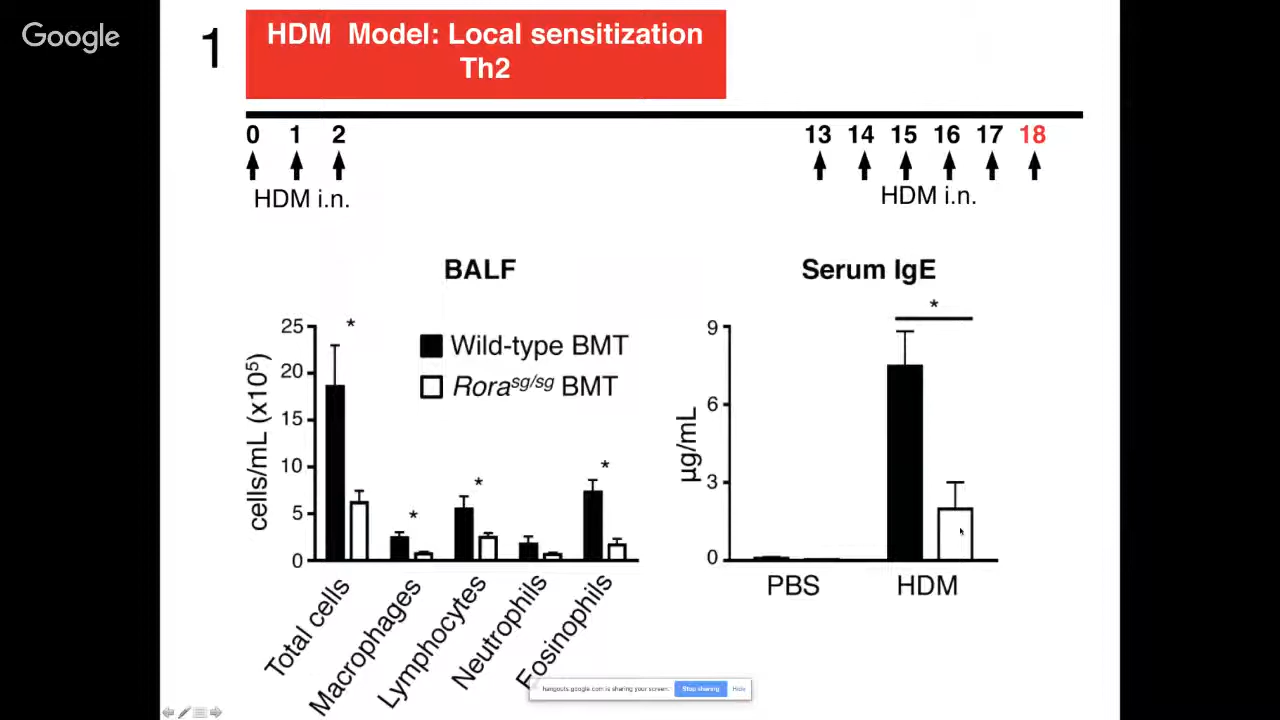 Google
1
HDM Model: Local sensitization
Th2
0 1 2 13 14 15 16 17 18
HDM i.n. HDM i.n.
BALF
Serum IgE
*
25
20
15
10
5
0
cells/mL (x10⁵)
* * * *
Wild-type BMT
Rora^sg/sg BMT
Total cells
Macrophages
Lymphocytes
Neutrophils
Eosinophils
9
6
3
0
µg/mL
PBS HDM
hangouts.google.com is sharing your screen.
Stop sharing
Hide